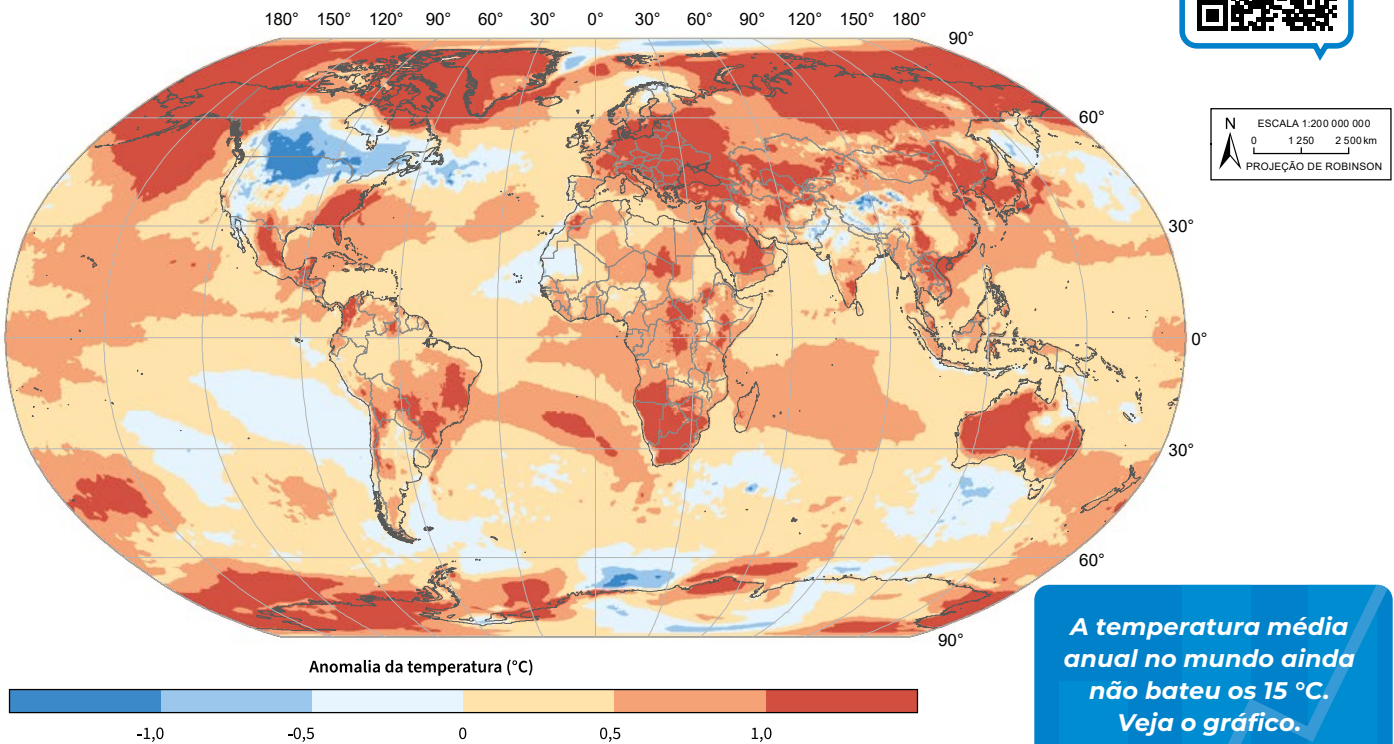 180° 150° 120° 90° 60° 30° 0° 30° 60° 90° 120° 150° 180°
90°
60°
N
ESCALA 1:200 000 000
0 1 250 2 500 km
PROJEÇÃO DE ROBINSON
30°
0°
30°
60°
90°
Anomalia da temperatura (°C)
-1,0 -0,5 0 0,5 1,0
A temperatura média
anual no mundo ainda
não bateu os 15 °C.
Veja o gráfico.